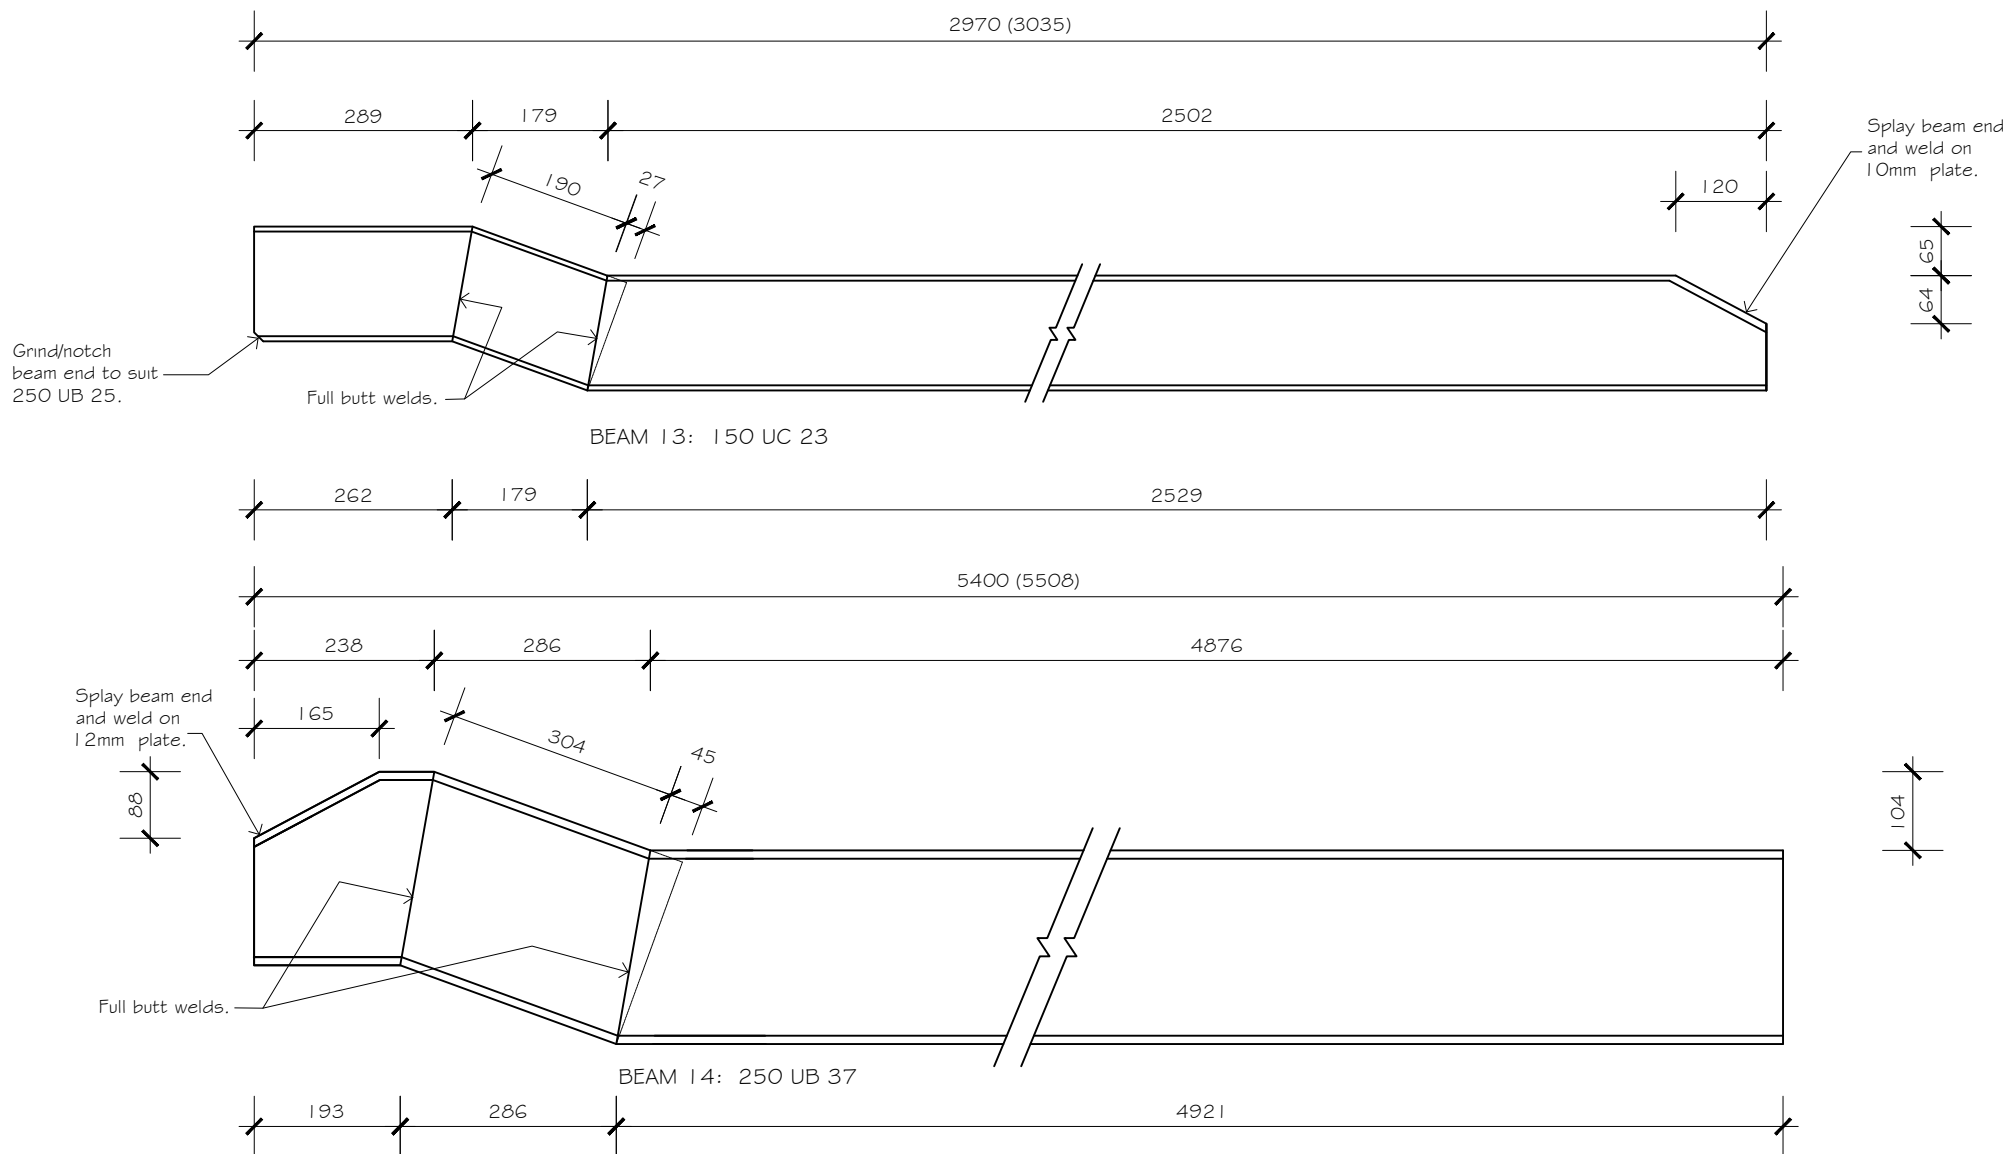 2970 (3035)
289
179
2502
Splay beam end
and weld on
10mm plate.
190
27
120
65
64
Grind/notch
beam end to suit
250 UB 25.
Full butt welds.
BEAM 13: 150 UC 23
262
179
2529
5400 (5508)
238
286
4876
Splay beam end
and weld on
12mm plate.
165
304
45
88
104
Full butt welds.
BEAM 14: 250 UB 37
193
286
4921